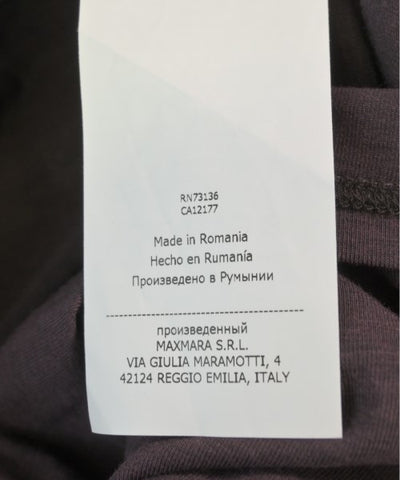 RN73136
CA12177
Made in Romania
Hecho en Rumanía
Произведено в Румынии
произведенный
MAXMARA S.R.L.
VIA GIULIA MARAMOTTI, 4
42124 REGGIO EMILIA, ITALY